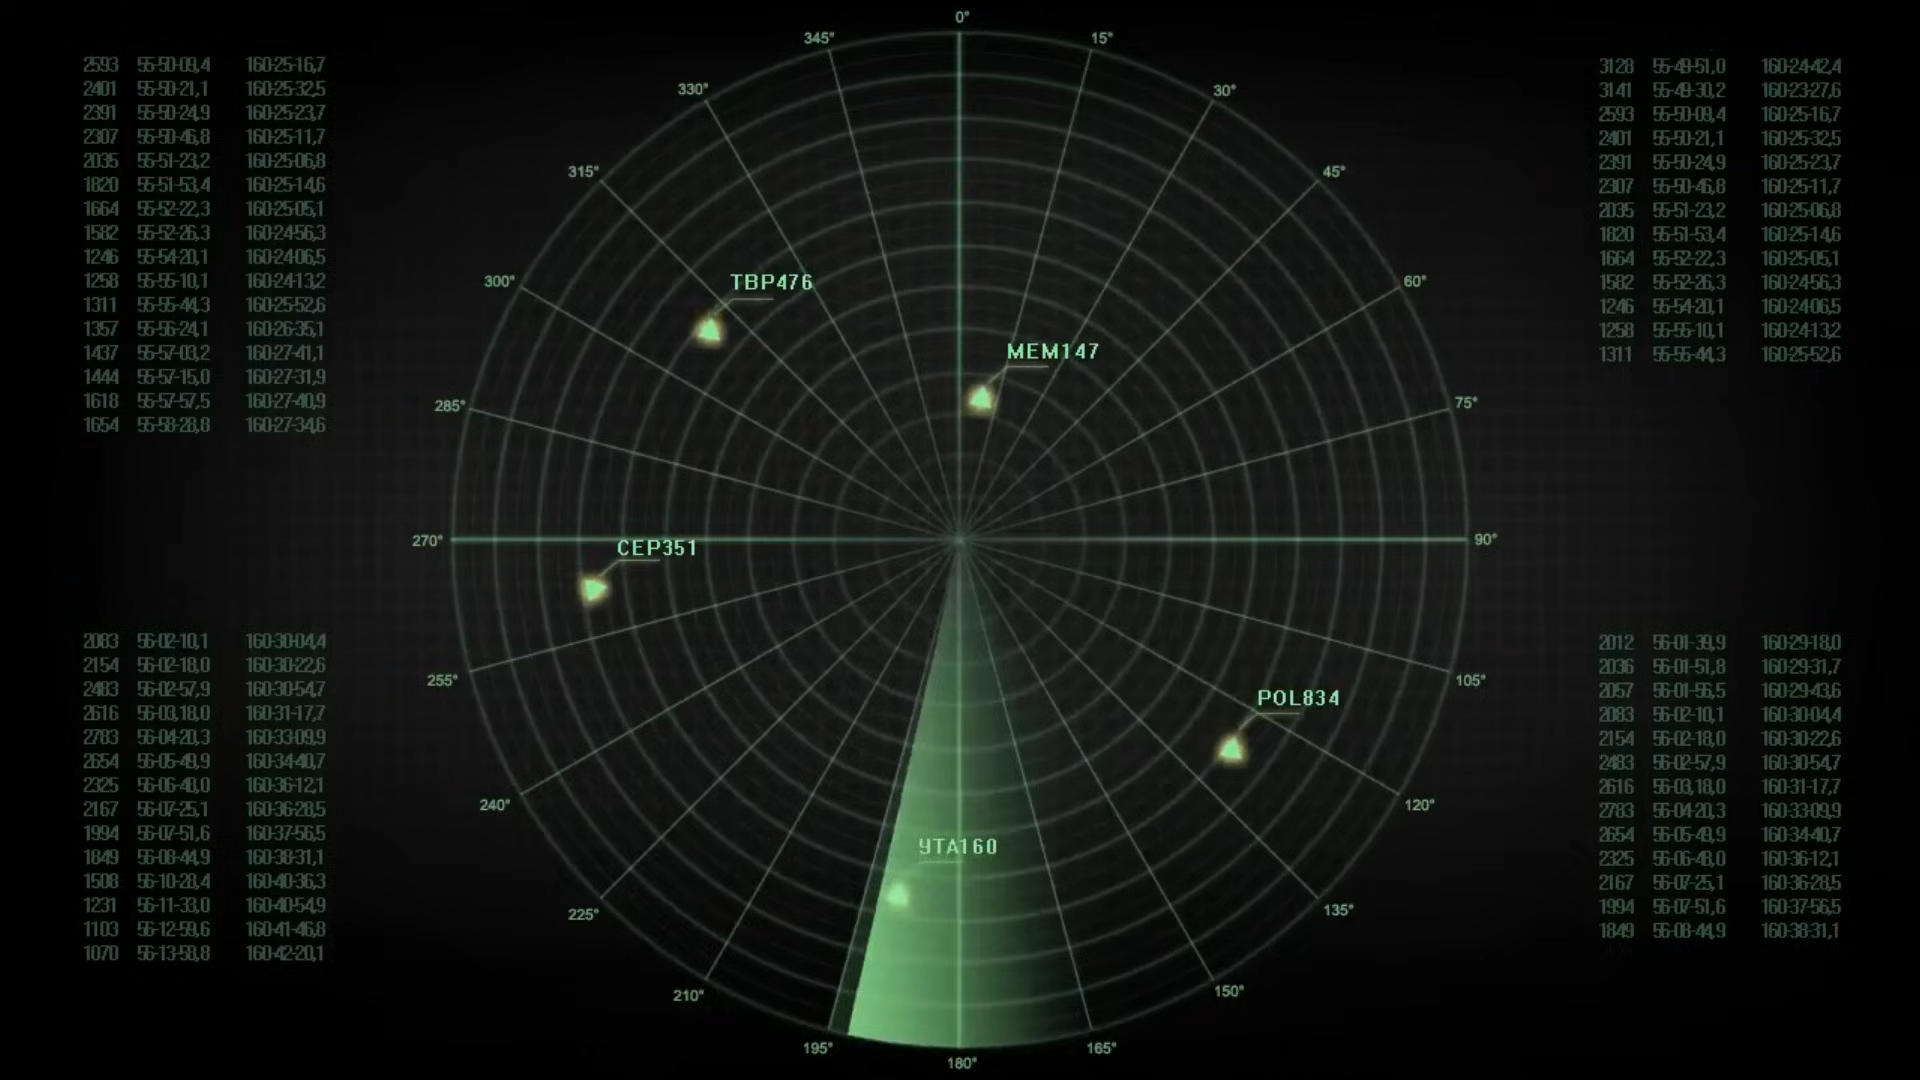 0°
345°
15°
330°
30°
315°
45°
300°
60°
285°
75°
270°
90°
255°
105°
240°
120°
225°
135°
210°
150°
195°
165°
180°
TBP476
MEM147
CEP351
POL834
УTA160
2593 55-50-09,4 160-25-16,7
2401 55-50-21,1 160-25-32,5
2391 55-50-24,9 160-25-23,7
2307 55-50-46,8 160-25-11,7
2035 55-51-23,2 160-25-06,8
1820 55-51-53,4 160-25-14,6
1664 55-52-22,3 160-25-05,1
1582 55-52-26,3 160-24-56,3
1246 55-54-20,1 160-24-06,5
1258 55-55-10,1 160-24-13,2
1311 55-55-44,3 160-25-52,6
1357 55-56-24,1 160-26-35,1
1437 55-57-03,2 160-27-41,1
1444 55-57-15,0 160-27-31,9
1618 55-57-57,5 160-27-40,9
1654 55-58-28,8 160-27-34,6
3128 55-49-51,0 160-24-42,4
3141 55-49-30,2 160-23-27,6
2593 55-50-09,4 160-25-16,7
2401 55-50-21,1 160-25-32,5
2391 55-50-24,9 160-25-23,7
2307 55-50-46,8 160-25-11,7
2035 55-51-23,2 160-25-06,8
1820 55-51-53,4 160-25-14,6
1664 55-52-22,3 160-25-05,1
1582 55-52-26,3 160-24-56,3
1246 55-54-20,1 160-24-06,5
1258 55-55-10,1 160-24-13,2
1311 55-55-44,3 160-25-52,6
2083 56-02-10,1 160-30-04,4
2154 56-02-18,0 160-30-22,6
2483 56-02-57,9 160-30-54,7
2616 56-03,18,0 160-31-17,7
2783 56-04-20,3 160-33-09,9
2654 56-05-49,9 160-34-40,7
2325 56-06-48,0 160-36-12,1
2167 56-07-25,1 160-36-28,5
1994 56-07-51,6 160-37-56,5
1849 56-08-44,9 160-38-31,1
1508 56-10-28,4 160-40-36,3
1231 56-11-33,0 160-40-54,9
1103 56-12-59,6 160-41-46,8
1070 56-13-58,8 160-42-20,1
2012 56-01-39,9 160-29-18,0
2036 56-01-51,8 160-29-31,7
2057 56-01-56,5 160-29-43,6
2083 56-02-10,1 160-30-04,4
2154 56-02-18,0 160-30-22,6
2483 56-02-57,9 160-30-54,7
2616 56-03,18,0 160-31-17,7
2783 56-04-20,3 160-33-09,9
2654 56-05-49,9 160-34-40,7
2325 56-06-48,0 160-36-12,1
2167 56-07-25,1 160-36-28,5
1994 56-07-51,6 160-37-56,5
1849 56-08-44,9 160-38-31,1